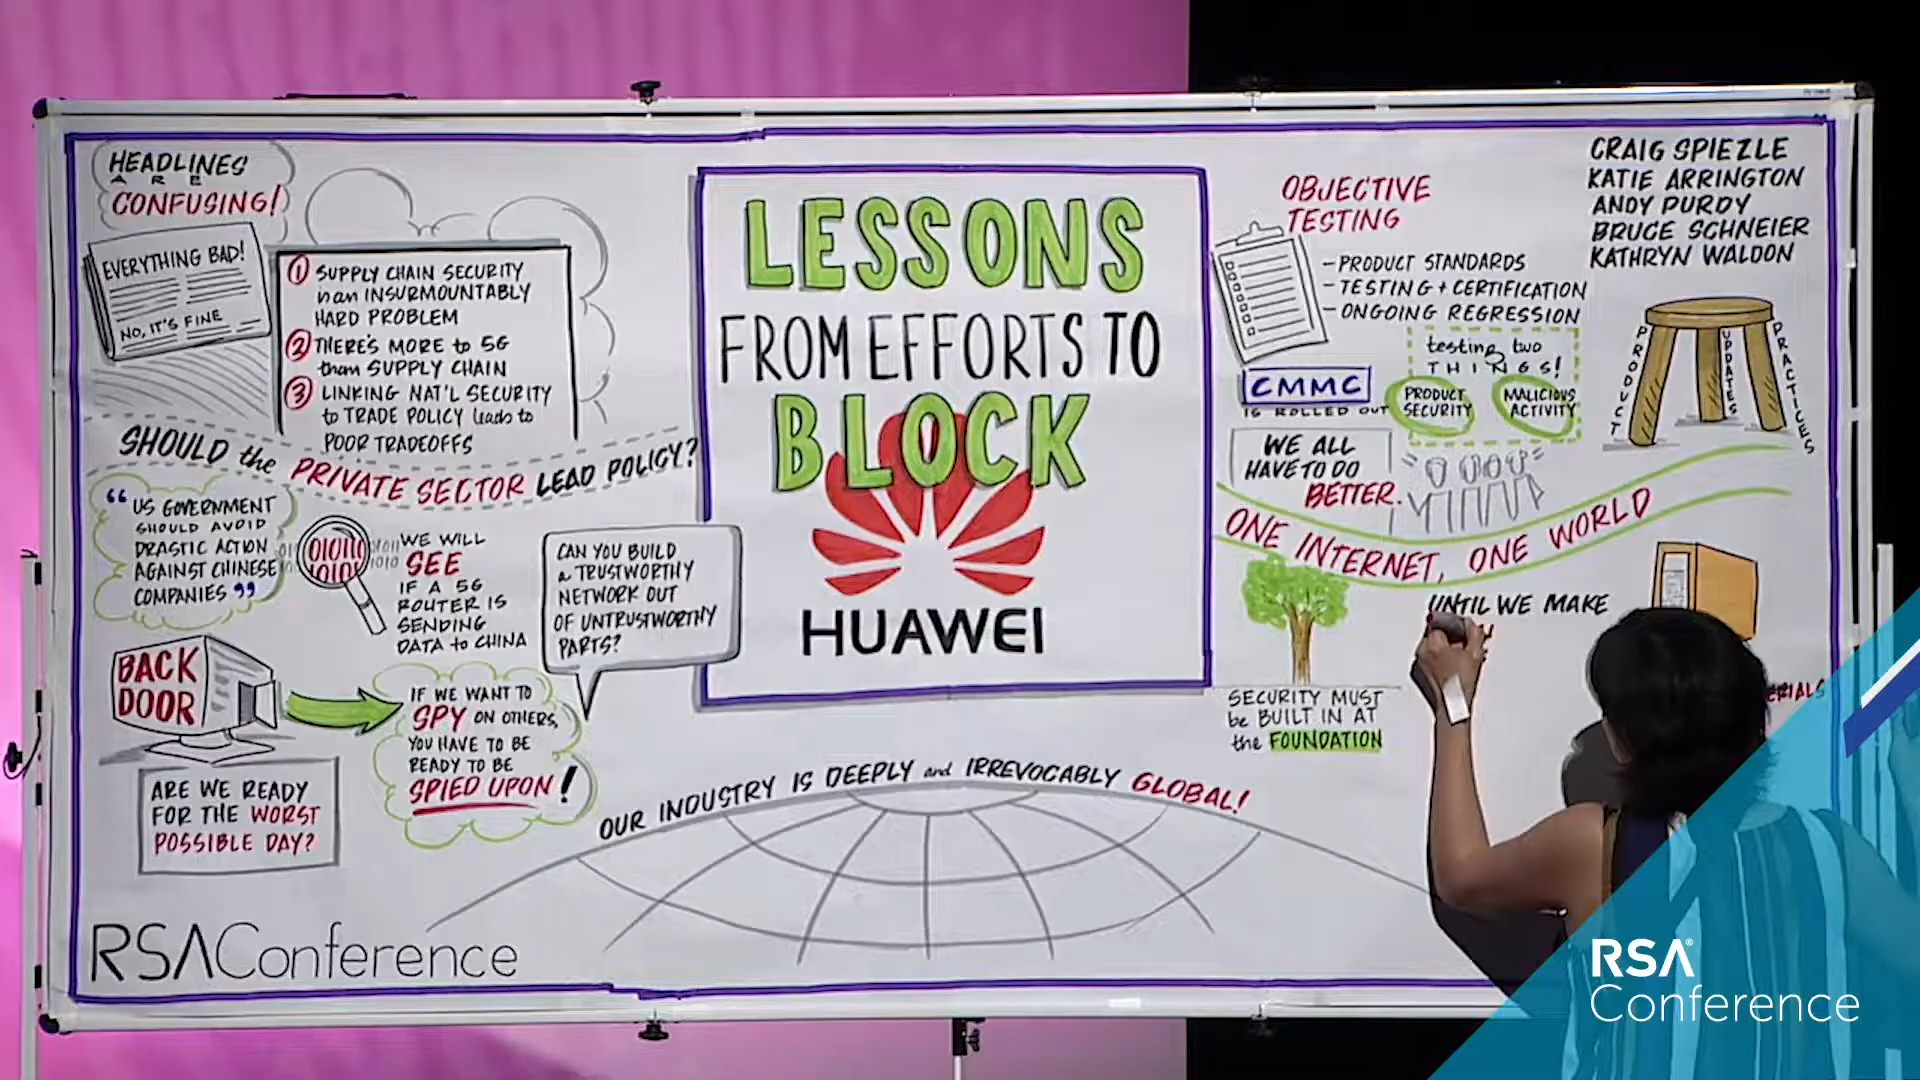 HEADLINES
ARE
CONFUSING!
EVERYTHING BAD!
NO, IT'S FINE
1 SUPPLY CHAIN SECURITY
is an INSURMOUNTABLY
HARD PROBLEM
2 THERE'S MORE to 5G
than SUPPLY CHAIN
3 LINKING NAT'L SECURITY
to TRADE POLICY leads to
POOR TRADEOFFS
SHOULD the PRIVATE SECTOR LEAD POLICY?
“ US GOVERNMENT
SHOULD AVOID
DRASTIC ACTION
AGAINST CHINESE
COMPANIES ”
WE WILL
SEE
IF A 5G
ROUTER IS
SENDING
DATA to CHINA
CAN YOU BUILD
a TRUSTWORTHY
NETWORK OUT
OF UNTRUSTWORTHY
PARTS?
BACK
DOOR
IF WE WANT TO
SPY ON OTHERS,
YOU HAVE TO BE
READY TO BE
SPIED UPON!
ARE WE READY
FOR THE WORST
POSSIBLE DAY?
RSAConference
LESSONS
FROM EFFORTS TO
BLOCK
HUAWEI
OUR INDUSTRY IS DEEPLY and IRREVOCABLY GLOBAL!
OBJECTIVE
TESTING
- PRODUCT STANDARDS
- TESTING + CERTIFICATION
- ONGOING REGRESSION
testing two
THINGS!
PRODUCT
SECURITY
MALICIOUS
ACTIVITY
CMMC
IS ROLLED OUT
WE ALL
HAVE TO DO
BETTER.
CRAIG SPIEZLE
KATIE ARRINGTON
ANDY PURDY
BRUCE SCHNEIER
KATHRYN WALDON
PRODUCT
UPDATES
PRACTICES
ONE INTERNET, ONE WORLD
SECURITY MUST
be BUILT IN AT
the FOUNDATION
UNTIL WE MAKE
RSA
Conference